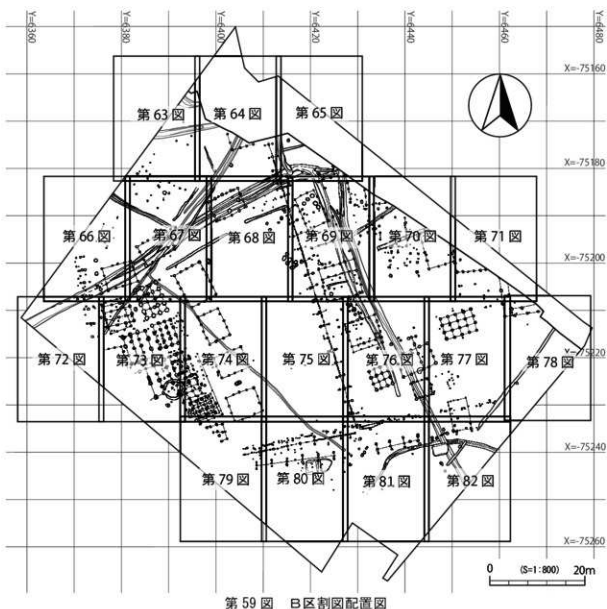 Y=6360
Y=6380
Y=6400
Y=6420
Y=6440
Y=6460
Y=6480
X=-75160
第63図
第64図
第65図
X=-75180
第66図
第67図
第68図
第69図
第70図
第71図
X=-75200
第72図
第73図
第74図
第75図
第76図
第77図
第78図
X=-75220
第79図
第80図
第81図
第82図
X=-75240
X=-75260
0 (S=1:800) 20m
第59図 B区割図配置図